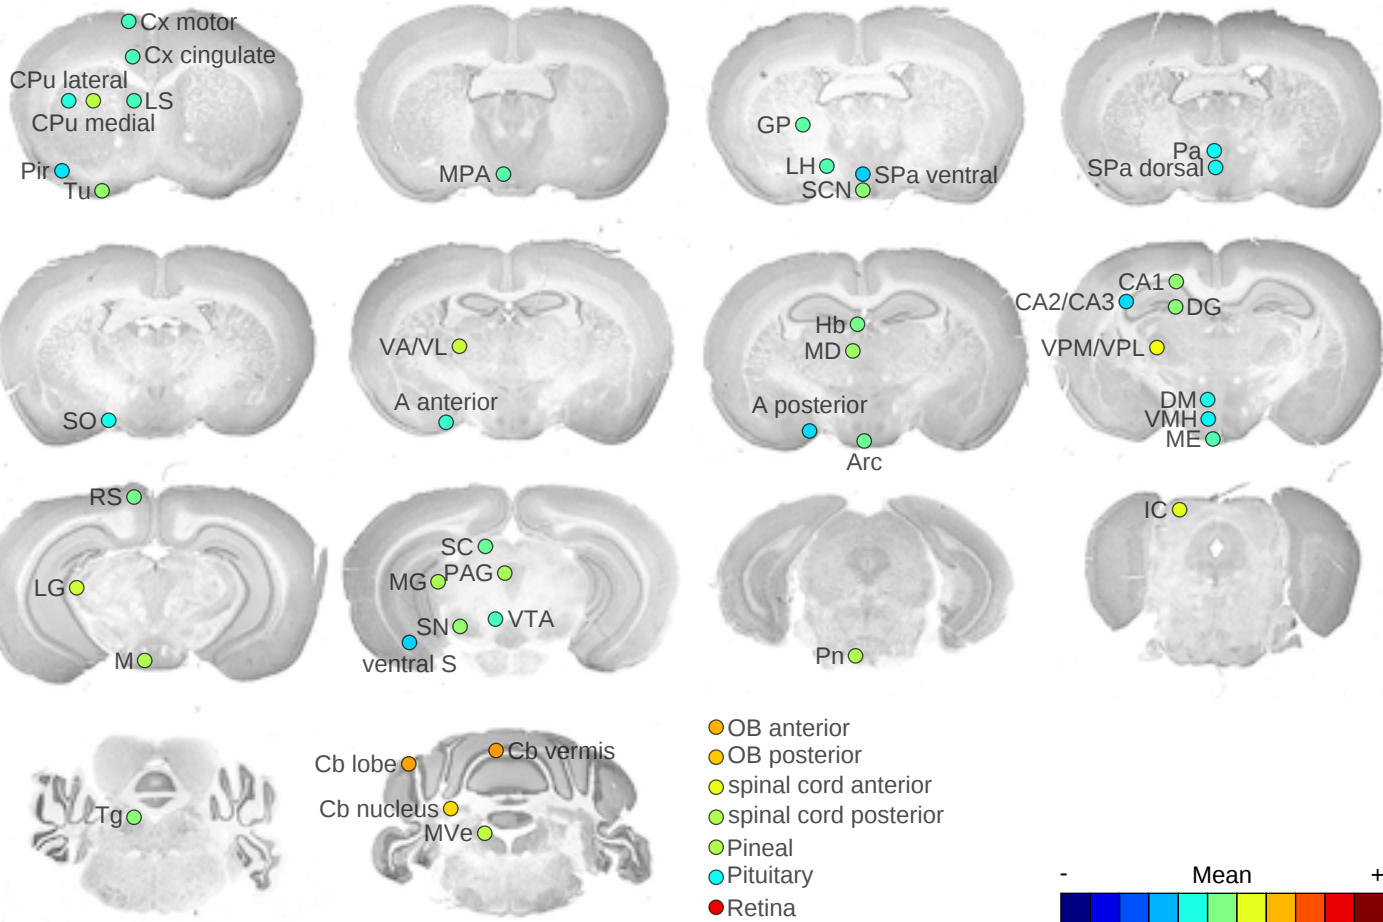 Cx motor
Cx cingulate
CPu lateral
LS
CPu medial
Pir
Tu
MPA
GP
LH
SPa ventral
SCN
Pa
SPa dorsal
SO
VA/VL
A anterior
Hb
MD
A posterior
Arc
CA1
CA2/CA3
DG
VPM/VPL
DM
VMH
ME
RS
LG
M
SC
PAG
MG
VTA
SN
ventral S
Pn
IC
Tg
Cb vermis
Cb lobe
Cb nucleus
MVe
OB anterior
OB posterior
spinal cord anterior
spinal cord posterior
Pineal
Pituitary
Retina
- Mean +